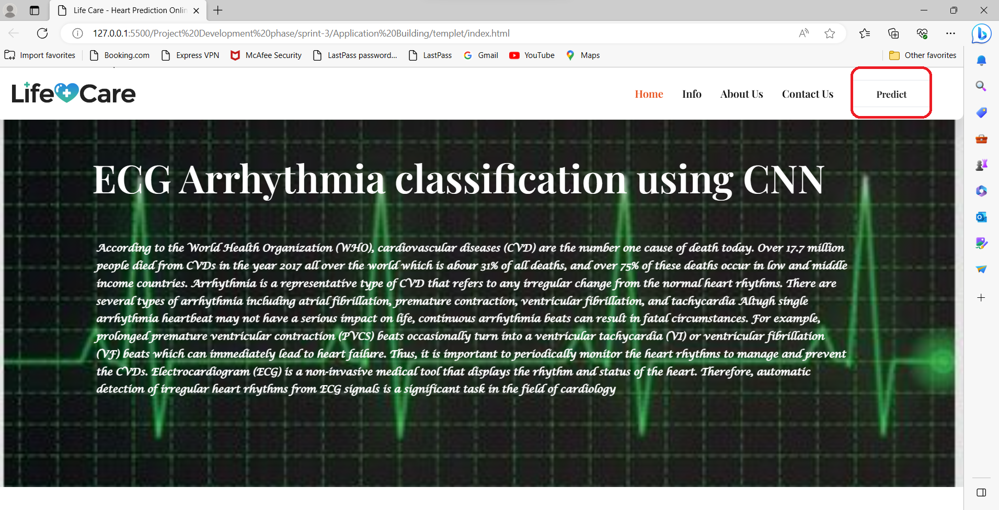 Life Care - Heart Prediction Onlin
127.0.0.1:5500/Project%20Development%20phase/sprint-3/Application%20Building/templet/index.html
Import favorites Booking.com Express VPN McAfee Security LastPass password... LastPass Gmail YouTube Maps Other favorites
Life Care Home Info About Us Contact Us Predict
ECG Arrhythmia classification using CNN
According to the World Health Organization (WHO), cardiovascular diseases (CVD) are the number one cause of death today. Over 17.7 million
people died from CVDs in the year 2017 all over the world which is abour 31% of all deaths, and over 75% of these deaths occur in low and middle
income countries. Arrhythmia is a representative type of CVD that refers to any irregular change from the normal heart rhythms. There are
several types of arrhythmia including atrial fibrillation, premature contraction, ventricular fibrillation, and tachycardia Altugh single
arrhythmia heartbeat may not have a serious impact on life, continuous arrhythmia beats can result in fatal circumstances. For example,
prolonged premature ventricular contraction (PVCS) beats occasionally turn into a ventricular tachycardia (VI) or ventricular fibrillation
(VF) beats which can immediately lead to heart failure. Thus, it is important to periodically monitor the heart rhythms to manage and prevent
the CVDs. Electrocardiogram (ECG) is a non-invasive medical tool that displays the rhythm and status of the heart. Therefore, automatic
detection of irregular heart rhythms from ECG signals is a significant task in the field of cardiology